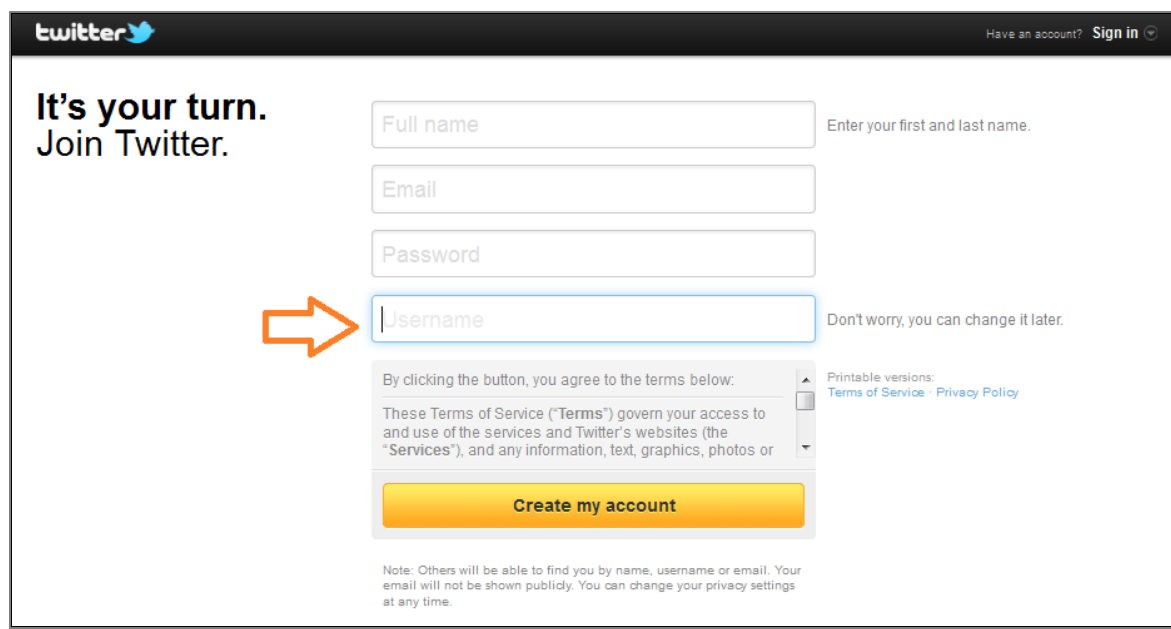 twitter
Have an account? Sign in
It's your turn.
Join Twitter.
Full name
Enter your first and last name.
Email
Password
Username
Don't worry, you can change it later.
By clicking the button, you agree to the terms below:
These Terms of Service (“Terms”) govern your access to
and use of the services and Twitter's websites (the
“Services”), and any information, text, graphics, photos or
Printable versions:
Terms of Service · Privacy Policy
Create my account
Note: Others will be able to find you by name, username or email. Your
email will not be shown publicly. You can change your privacy settings
at any time.